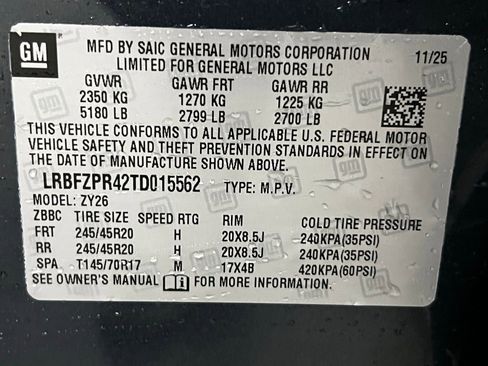 GM
MFD BY SAIC GENERAL MOTORS CORPORATION 11/25
LIMITED FOR GENERAL MOTORS LLC
GVWR GAWR FRT GAWR RR
2350 KG 1270 KG 1225 KG
5180 LB 2799 LB 2700 LB
THIS VEHICLE CONFORMS TO ALL APPLICABLE U.S. FEDERAL MOTOR
VEHICLE SAFETY AND THEFT PREVENTION STANDARDS IN EFFECT ON
THE DATE OF MANUFACTURE SHOWN ABOVE.
LRBFZPR42TD015562 TYPE: M.P.V.
MODEL: ZY26
ZBBC TIRE SIZE SPEED RTG RIM COLD TIRE PRESSURE
FRT 245/45R20 H 20X8.5J 240KPA(35PSI)
RR 245/45R20 H 20X8.5J 240KPA(35PSI)
SPA T145/70R17 M 17X4B 420KPA(60PSI)
SEE OWNER'S MANUAL FOR MORE INFORMATION.